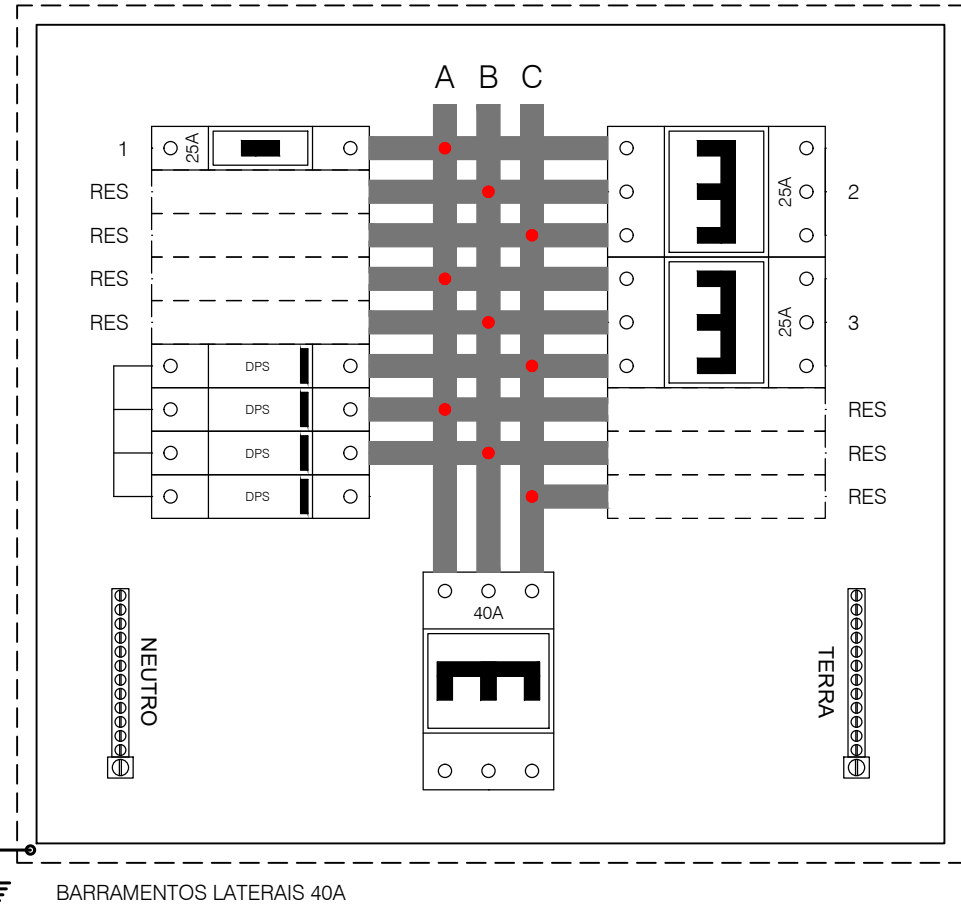 A B C
1 25A
25A 2
RES
RES
RES
RES
25A 3
DPS
DPS RES
DPS RES
DPS RES
40A
NEUTRO
TERRA
BARRAMENTOS LATERAIS 40A